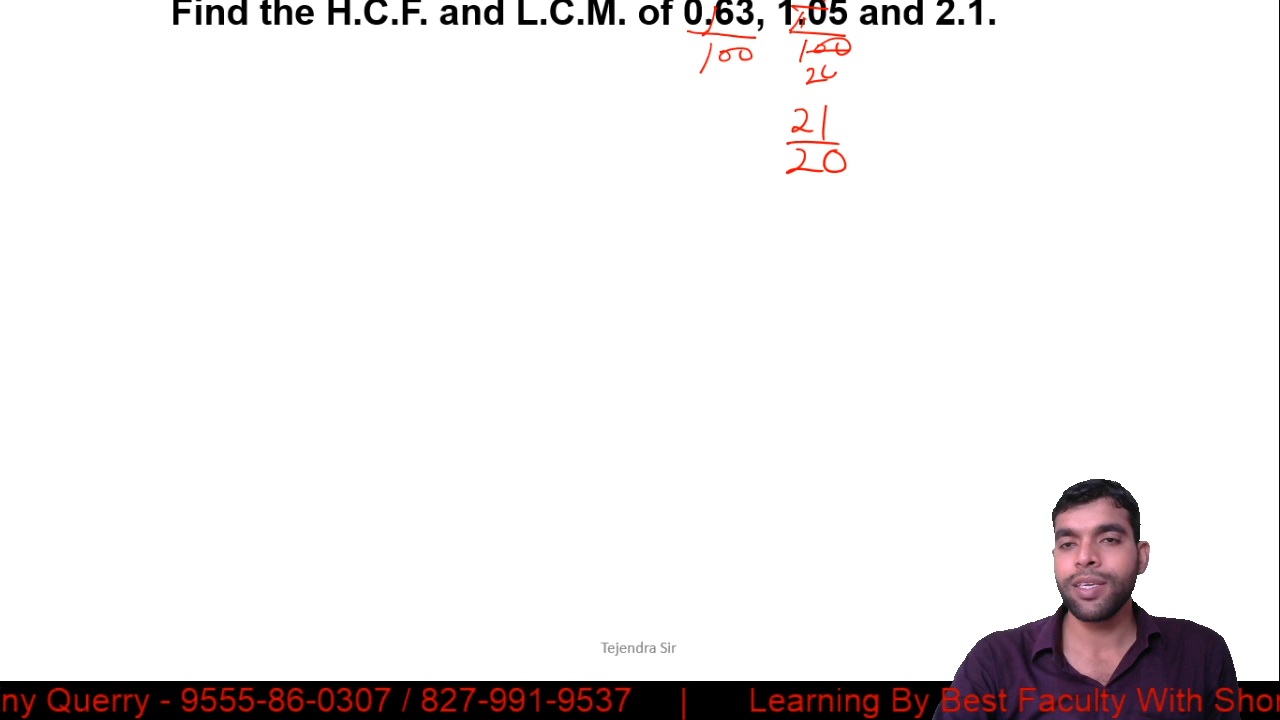 Find the H.C.F. and L.C.M. of 0.63, 1.05 and 2.1.
100 100
20
21
20
Tejendra Sir
ny Querry - 9555-86-0307 / 827-991-9537 | Learning By Best Faculty With Shor